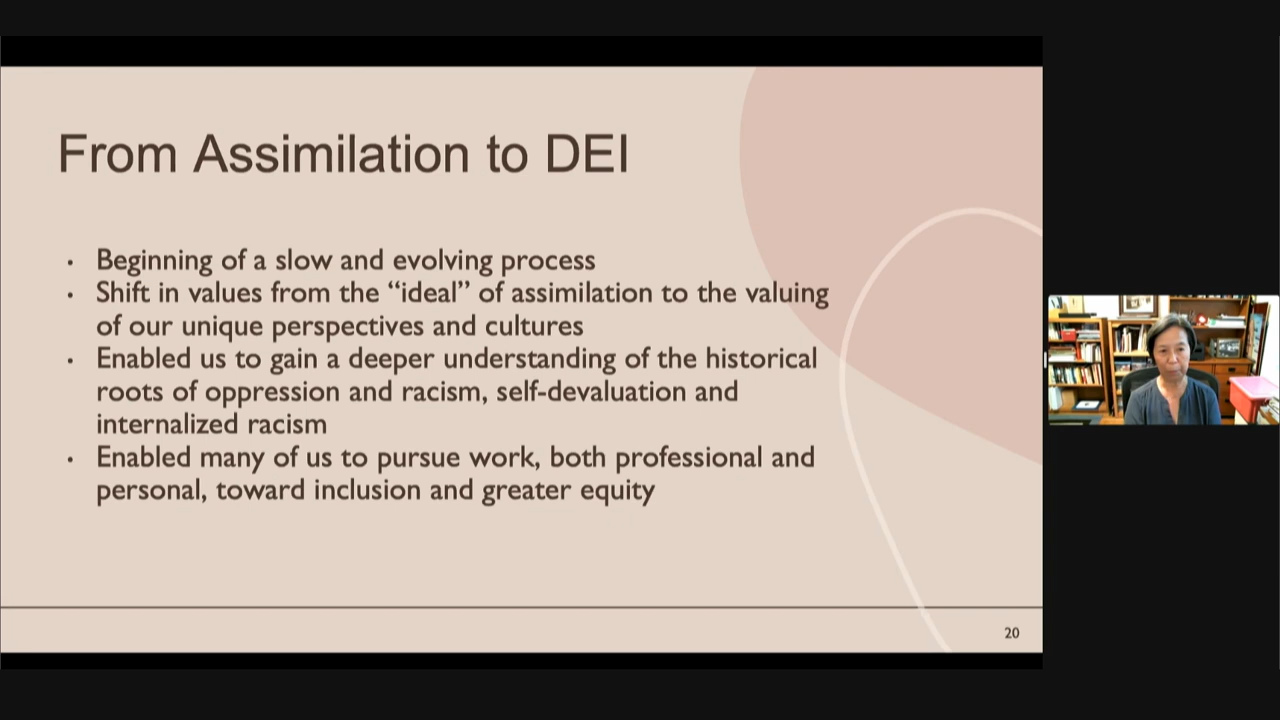 From Assimilation to DEI
• Beginning of a slow and evolving process
• Shift in values from the “ideal” of assimilation to the valuing
of our unique perspectives and cultures
• Enabled us to gain a deeper understanding of the historical
roots of oppression and racism, self-devaluation and
internalized racism
• Enabled many of us to pursue work, both professional and
personal, toward inclusion and greater equity
20